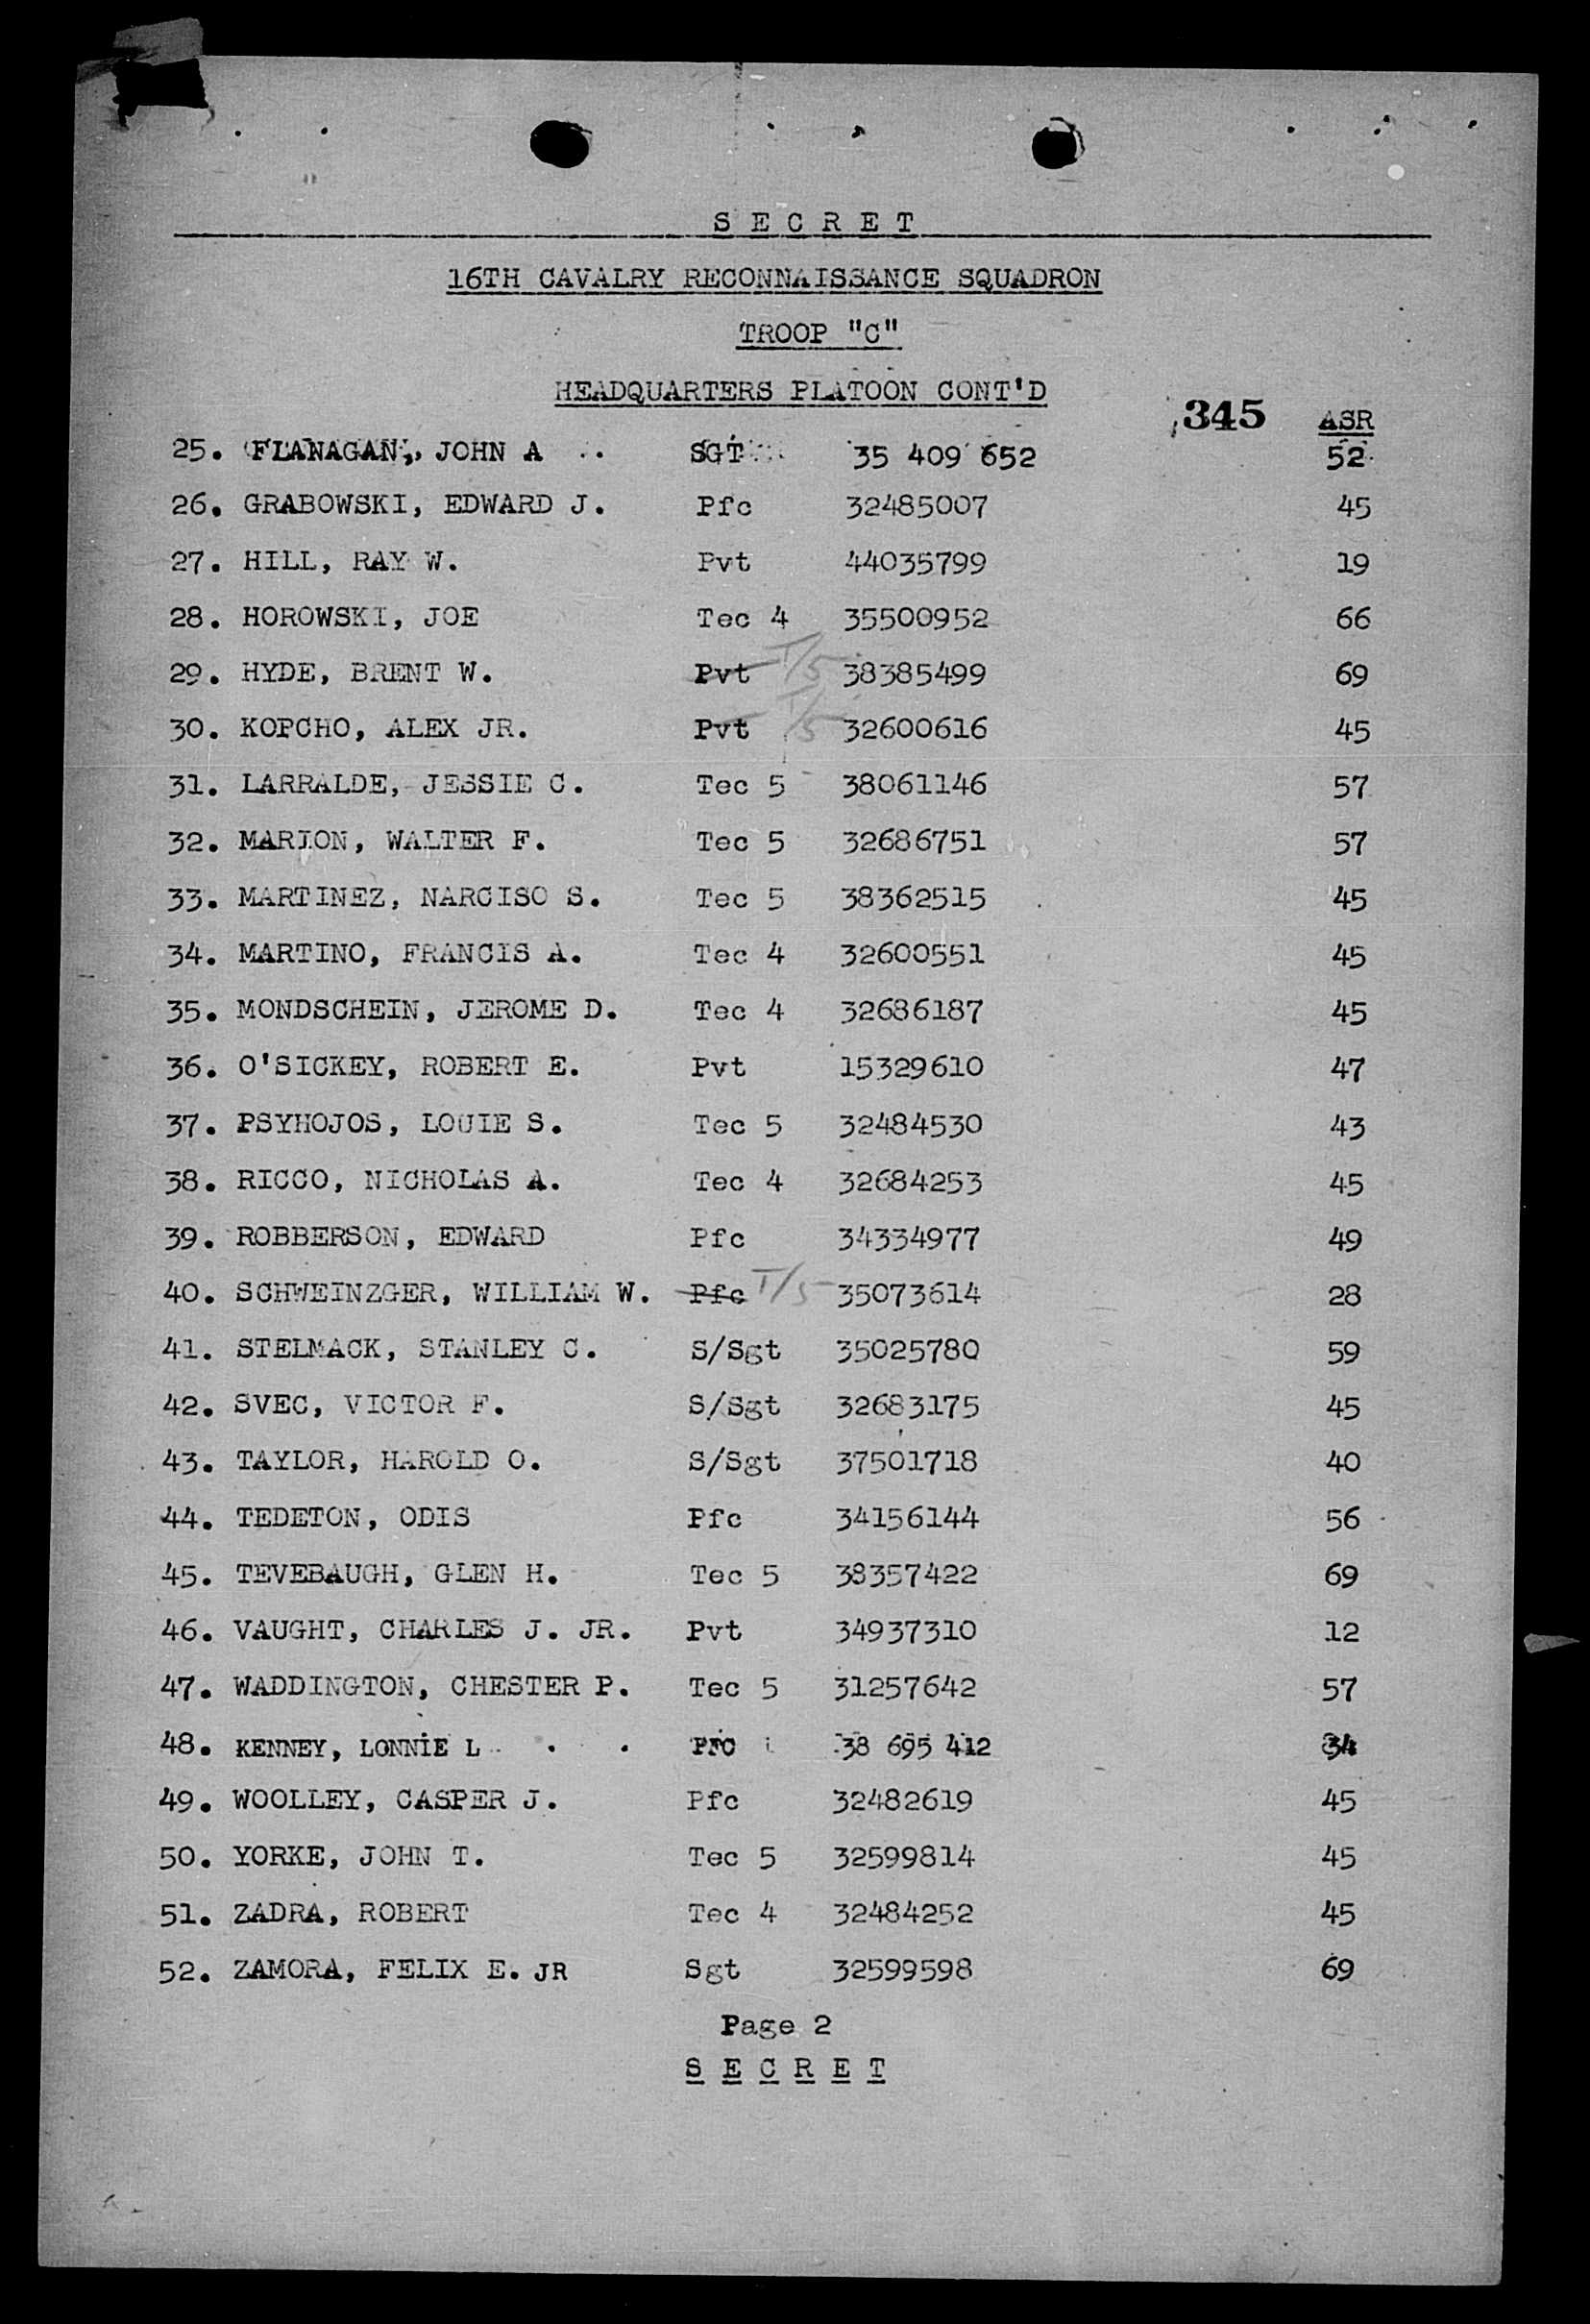 S E C R E T
16TH CAVALRY RECONNAISSANCE SQUADRON
TROOP "C"
HEADQUARTERS PLATOON CONT'D
345 ASR
25. FLANAGAN, JOHN A SGT 35 409 652 52
26. GRABOWSKI, EDWARD J. Pfc 32485007 45
27. HILL, RAY W. Pvt 44035799 19
28. HOROWSKI, JOE Tec 4 35500952 66
29. HYDE, BRENT W. Pvt T/5 38385499 69
30. KOPCHO, ALEX JR. Pvt T/5 32600616 45
31. LARRALDE, JESSIE C. Tec 5 38061146 57
32. MARION, WALTER F. Tec 5 32686751 57
33. MARTINEZ, NARCISO S. Tec 5 38362515 45
34. MARTINO, FRANCIS A. Tec 4 32600551 45
35. MONDSCHEIN, JEROME D. Tec 4 32686187 45
36. O'SICKEY, ROBERT E. Pvt 15329610 47
37. PSYHOJOS, LOUIE S. Tec 5 32484530 43
38. RICCO, NICHOLAS A. Tec 4 32684253 45
39. ROBBERSON, EDWARD Pfc 34334977 49
40. SCHWEINZGER, WILLIAM W. Pfc T/5 35073614 28
41. STELMACK, STANLEY C. S/Sgt 35025780 59
42. SVEC, VICTOR F. S/Sgt 32683175 45
43. TAYLOR, HAROLD O. S/Sgt 37501718 40
44. TEDETON, ODIS Pfc 34156144 56
45. TEVEBAUGH, GLEN H. Tec 5 38357422 69
46. VAUGHT, CHARLES J. JR. Pvt 34937310 12
47. WADDINGTON, CHESTER P. Tec 5 31257642 57
48. KENNEY, LONNIE L PFC 38 695 412 34
49. WOOLLEY, CASPER J. Pfc 32482619 45
50. YORKE, JOHN T. Tec 5 32599814 45
51. ZADRA, ROBERT Tec 4 32484252 45
52. ZAMORA, FELIX E. JR Sgt 32599598 69
Page 2
S E C R E T